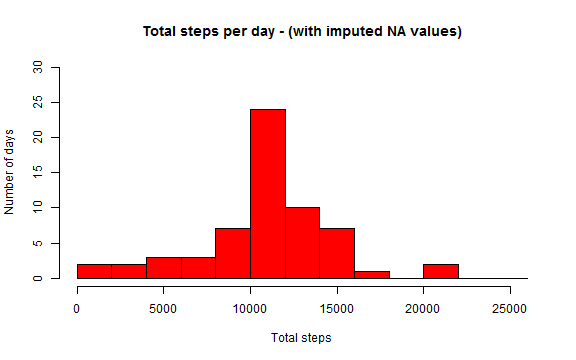 Total steps per day - (with imputed NA values)
Number of days
30
25
20
15
10
5
0
0 5000 10000 15000 20000 25000
Total steps